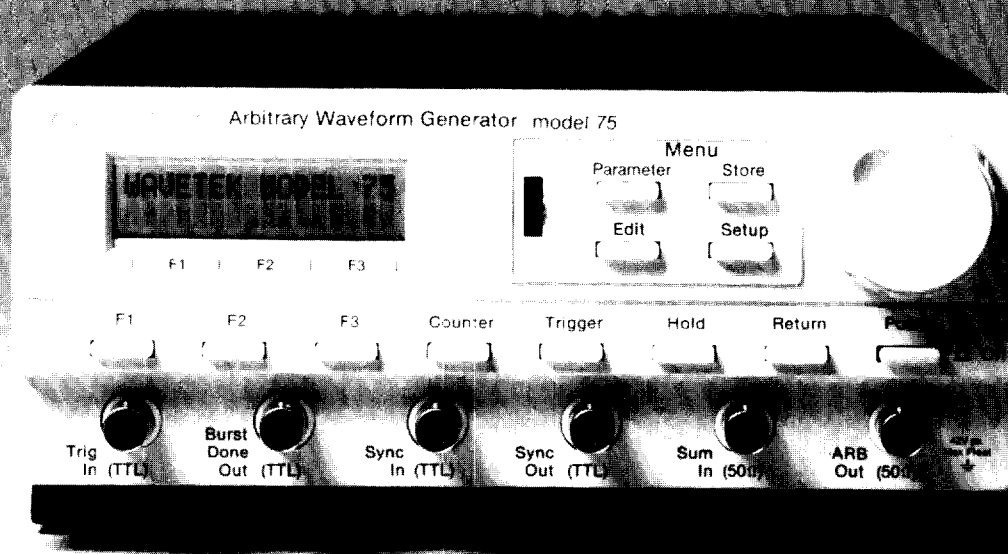 Arbitrary Waveform Generator model 75
WAVETEK MODEL 75
F1 F2 F3
Menu
Parameter Store
Edit Setup
F1 F2 F3 Counter Trigger Hold Return
Trig
In (TTL)
Burst
Done
Out (TTL)
Sync
In (TTL)
Sync
Out (TTL)
Sum
In (50Ω)
ARB
Out (50Ω)